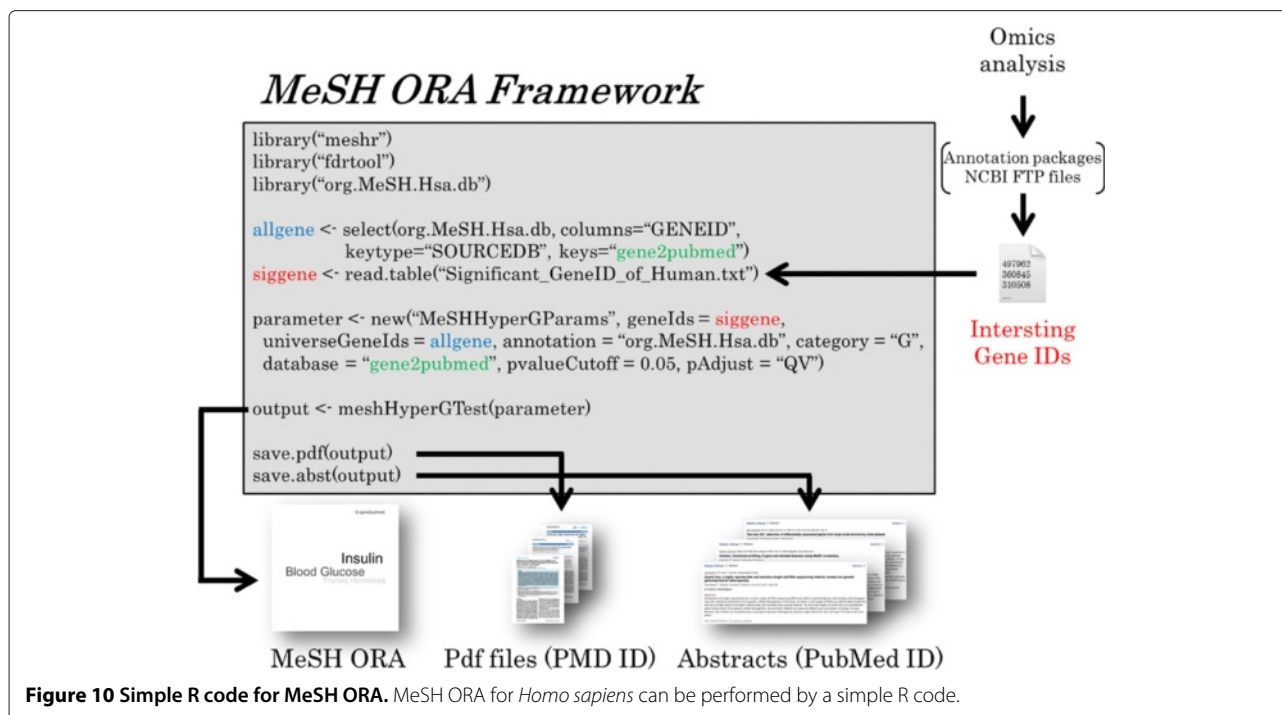 Omics
analysis
MeSH ORA Framework
Annotation packages
NCBI FTP files
library(“meshr”)
library(“fdrtool”)
library(“org.MeSH.Hsa.db”)
allgene <- select(org.MeSH.Hsa.db, columns=“GENEID”,
keytype=“SOURCEDB”, keys=“gene2pubmed”)
siggene <- read.table(“Significant_GeneID_of_Human.txt”)
497962
360845
310508
...
Intersting
Gene IDs
parameter <- new(“MeSHHyperGParams”, geneIds = siggene,
universeGeneIds = allgene, annotation = “org.MeSH.Hsa.db”, category = “G”,
database = “gene2pubmed”, pvalueCutoff = 0.05, pAdjust = “QV”)
output <- meshHyperGTest(parameter)
save.pdf(output)
save.abst(output)
Insulin
Blood Glucose
Thyroid Hormones
MeSH ORA
Pdf files (PMD ID)
Abstracts (PubMed ID)
Figure 10 Simple R code for MeSH ORA. MeSH ORA for Homo sapiens can be performed by a simple R code.